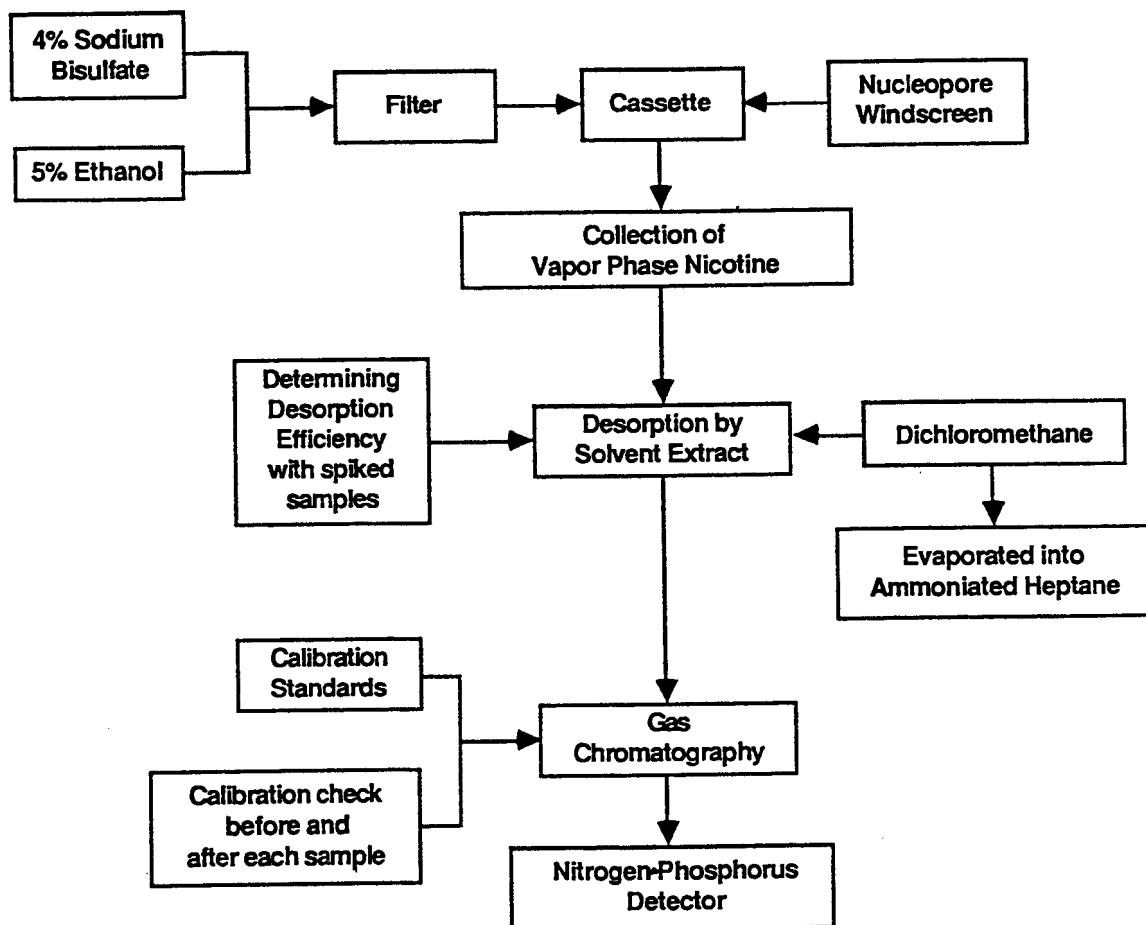 4% Sodium
Bisulfate
5% Ethanol
Filter
Cassette
Nucleopore
Windscreen
Collection of
Vapor Phase Nicotine
Determining
Desorption
Efficiency
with spiked
samples
Desorption by
Solvent Extract
Dichloromethane
Evaporated into
Ammoniated Heptane
Calibration
Standards
Gas
Chromatography
Calibration check
before and
after each sample
Nitrogen-Phosphorus
Detector